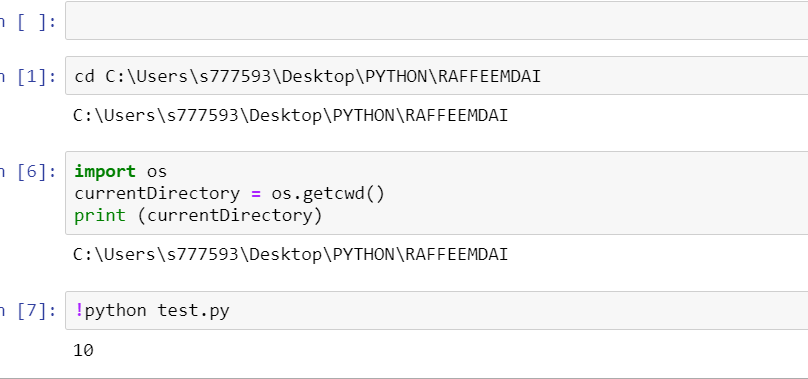 n [ ]:
n [1]: cd C:\Users\s777593\Desktop\PYTHON\RAFFEEMDAI
C:\Users\s777593\Desktop\PYTHON\RAFFEEMDAI
n [6]: import os
currentDirectory = os.getcwd()
print (currentDirectory)
C:\Users\s777593\Desktop\PYTHON\RAFFEEMDAI
n [7]: !python test.py
10